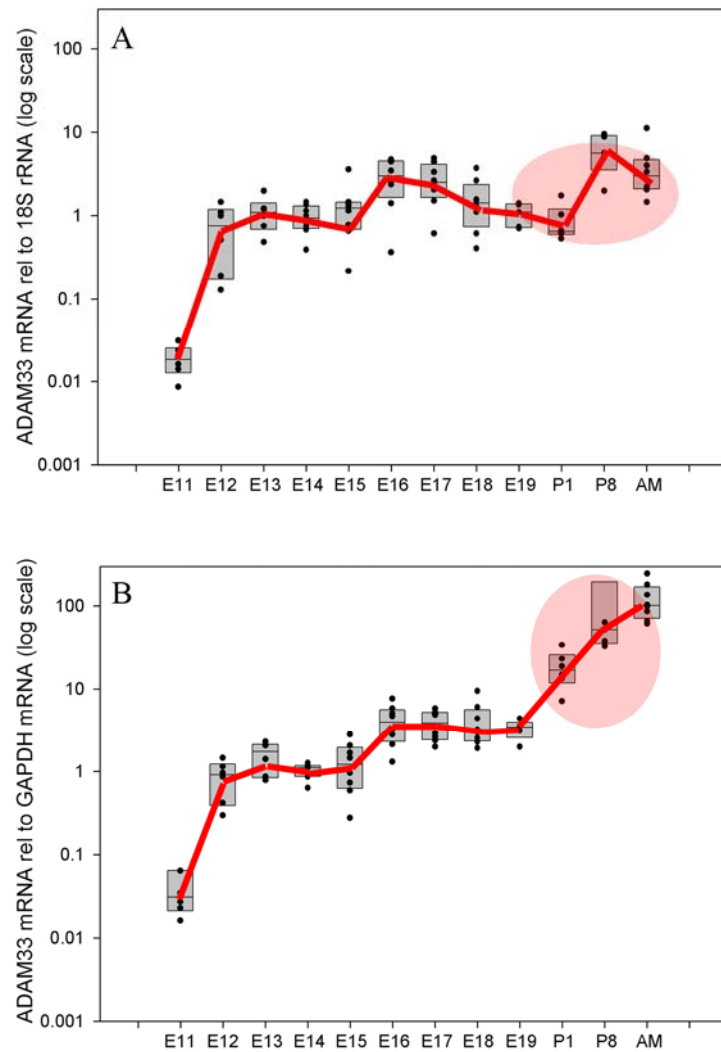 A
ADAM33 mRNA rel to 18S rRNA (log scale)
100
10
1
0.1
0.01
0.001
E11 E12 E13 E14 E15 E16 E17 E18 E19 P1 P8 AM
B
ADAM33 mRNA rel to GAPDH mRNA (log scale)
100
10
1
0.1
0.01
0.001
E11 E12 E13 E14 E15 E16 E17 E18 E19 P1 P8 AM